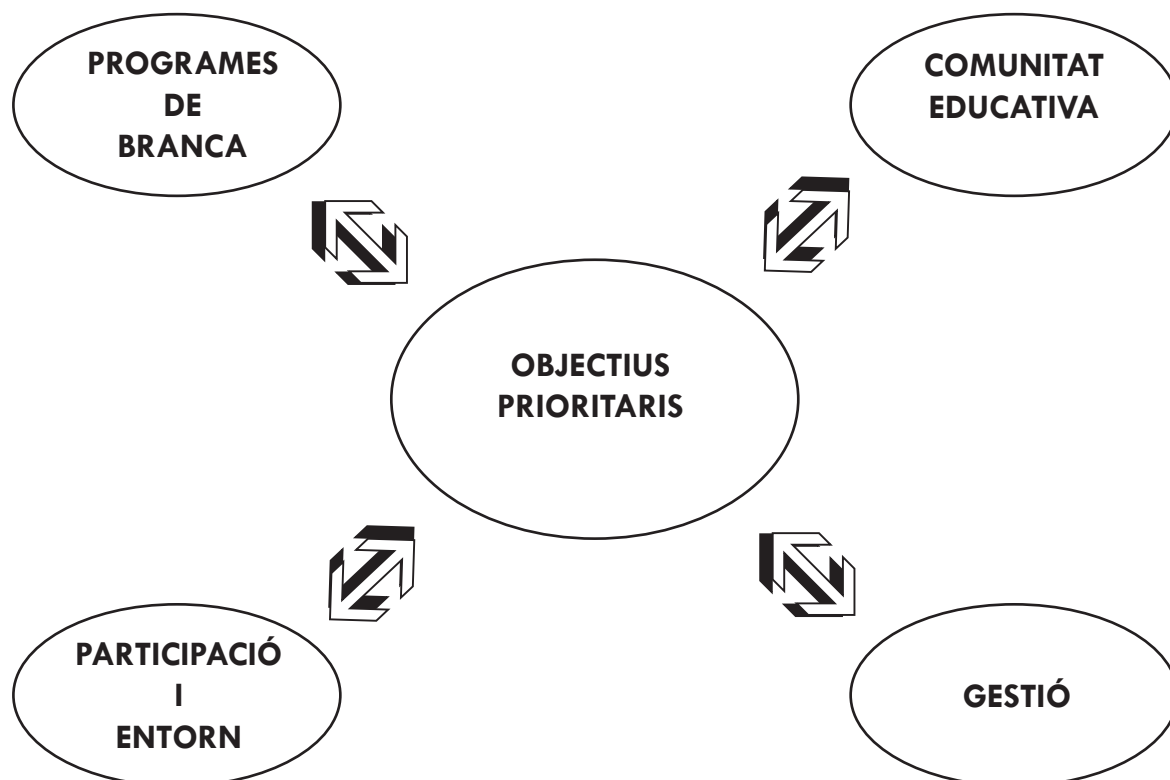 PROGRAMES
DE
BRANCA
COMUNITAT
EDUCATIVA
OBJECTIUS
PRIORITARIS
PARTICIPACIÓ
I
ENTORN
GESTIÓ